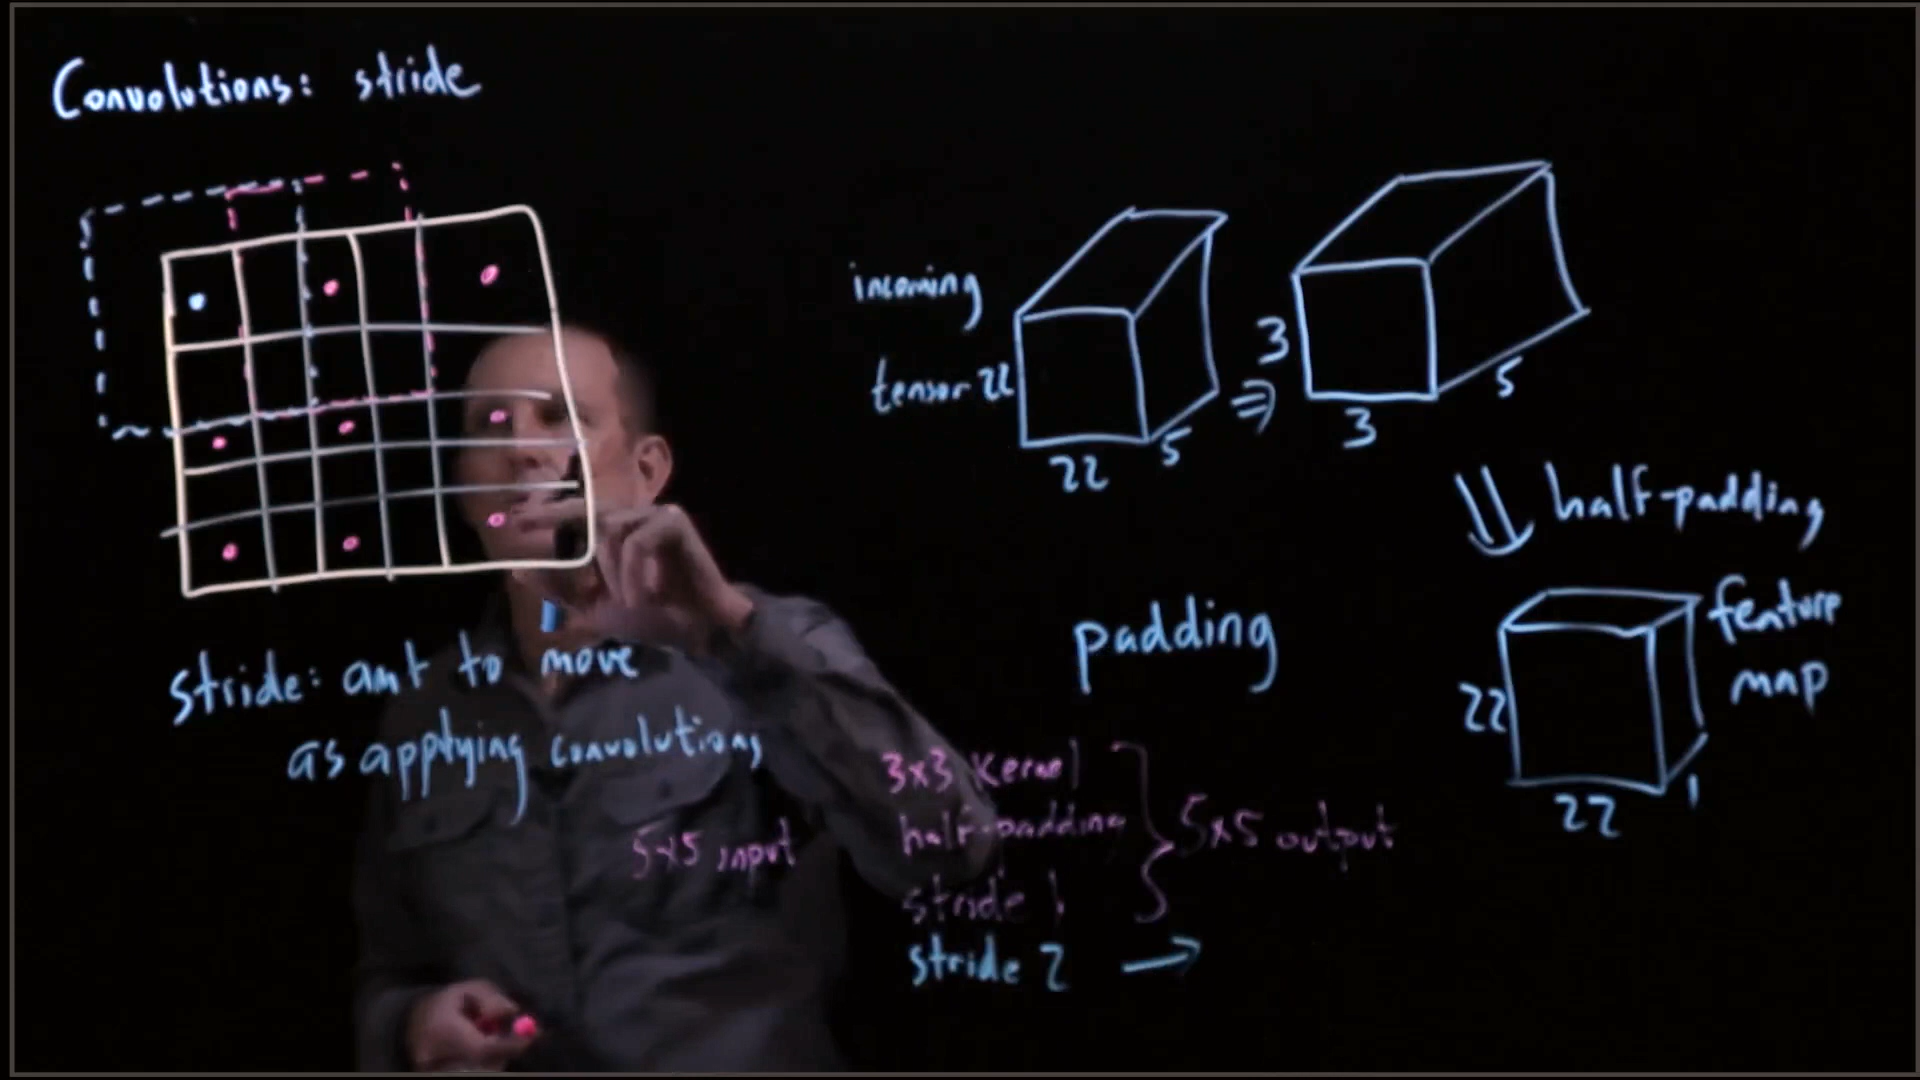 Convolutions: stride
incoming
tensor 22
22
5
⇒
3
3
5
half-padding
feature
map
22
22
1
padding
stride: amt to move
as applying convolutions
5x5 input
3x3 Kernel
half-padding
stride 1
5x5 output
stride 2 →